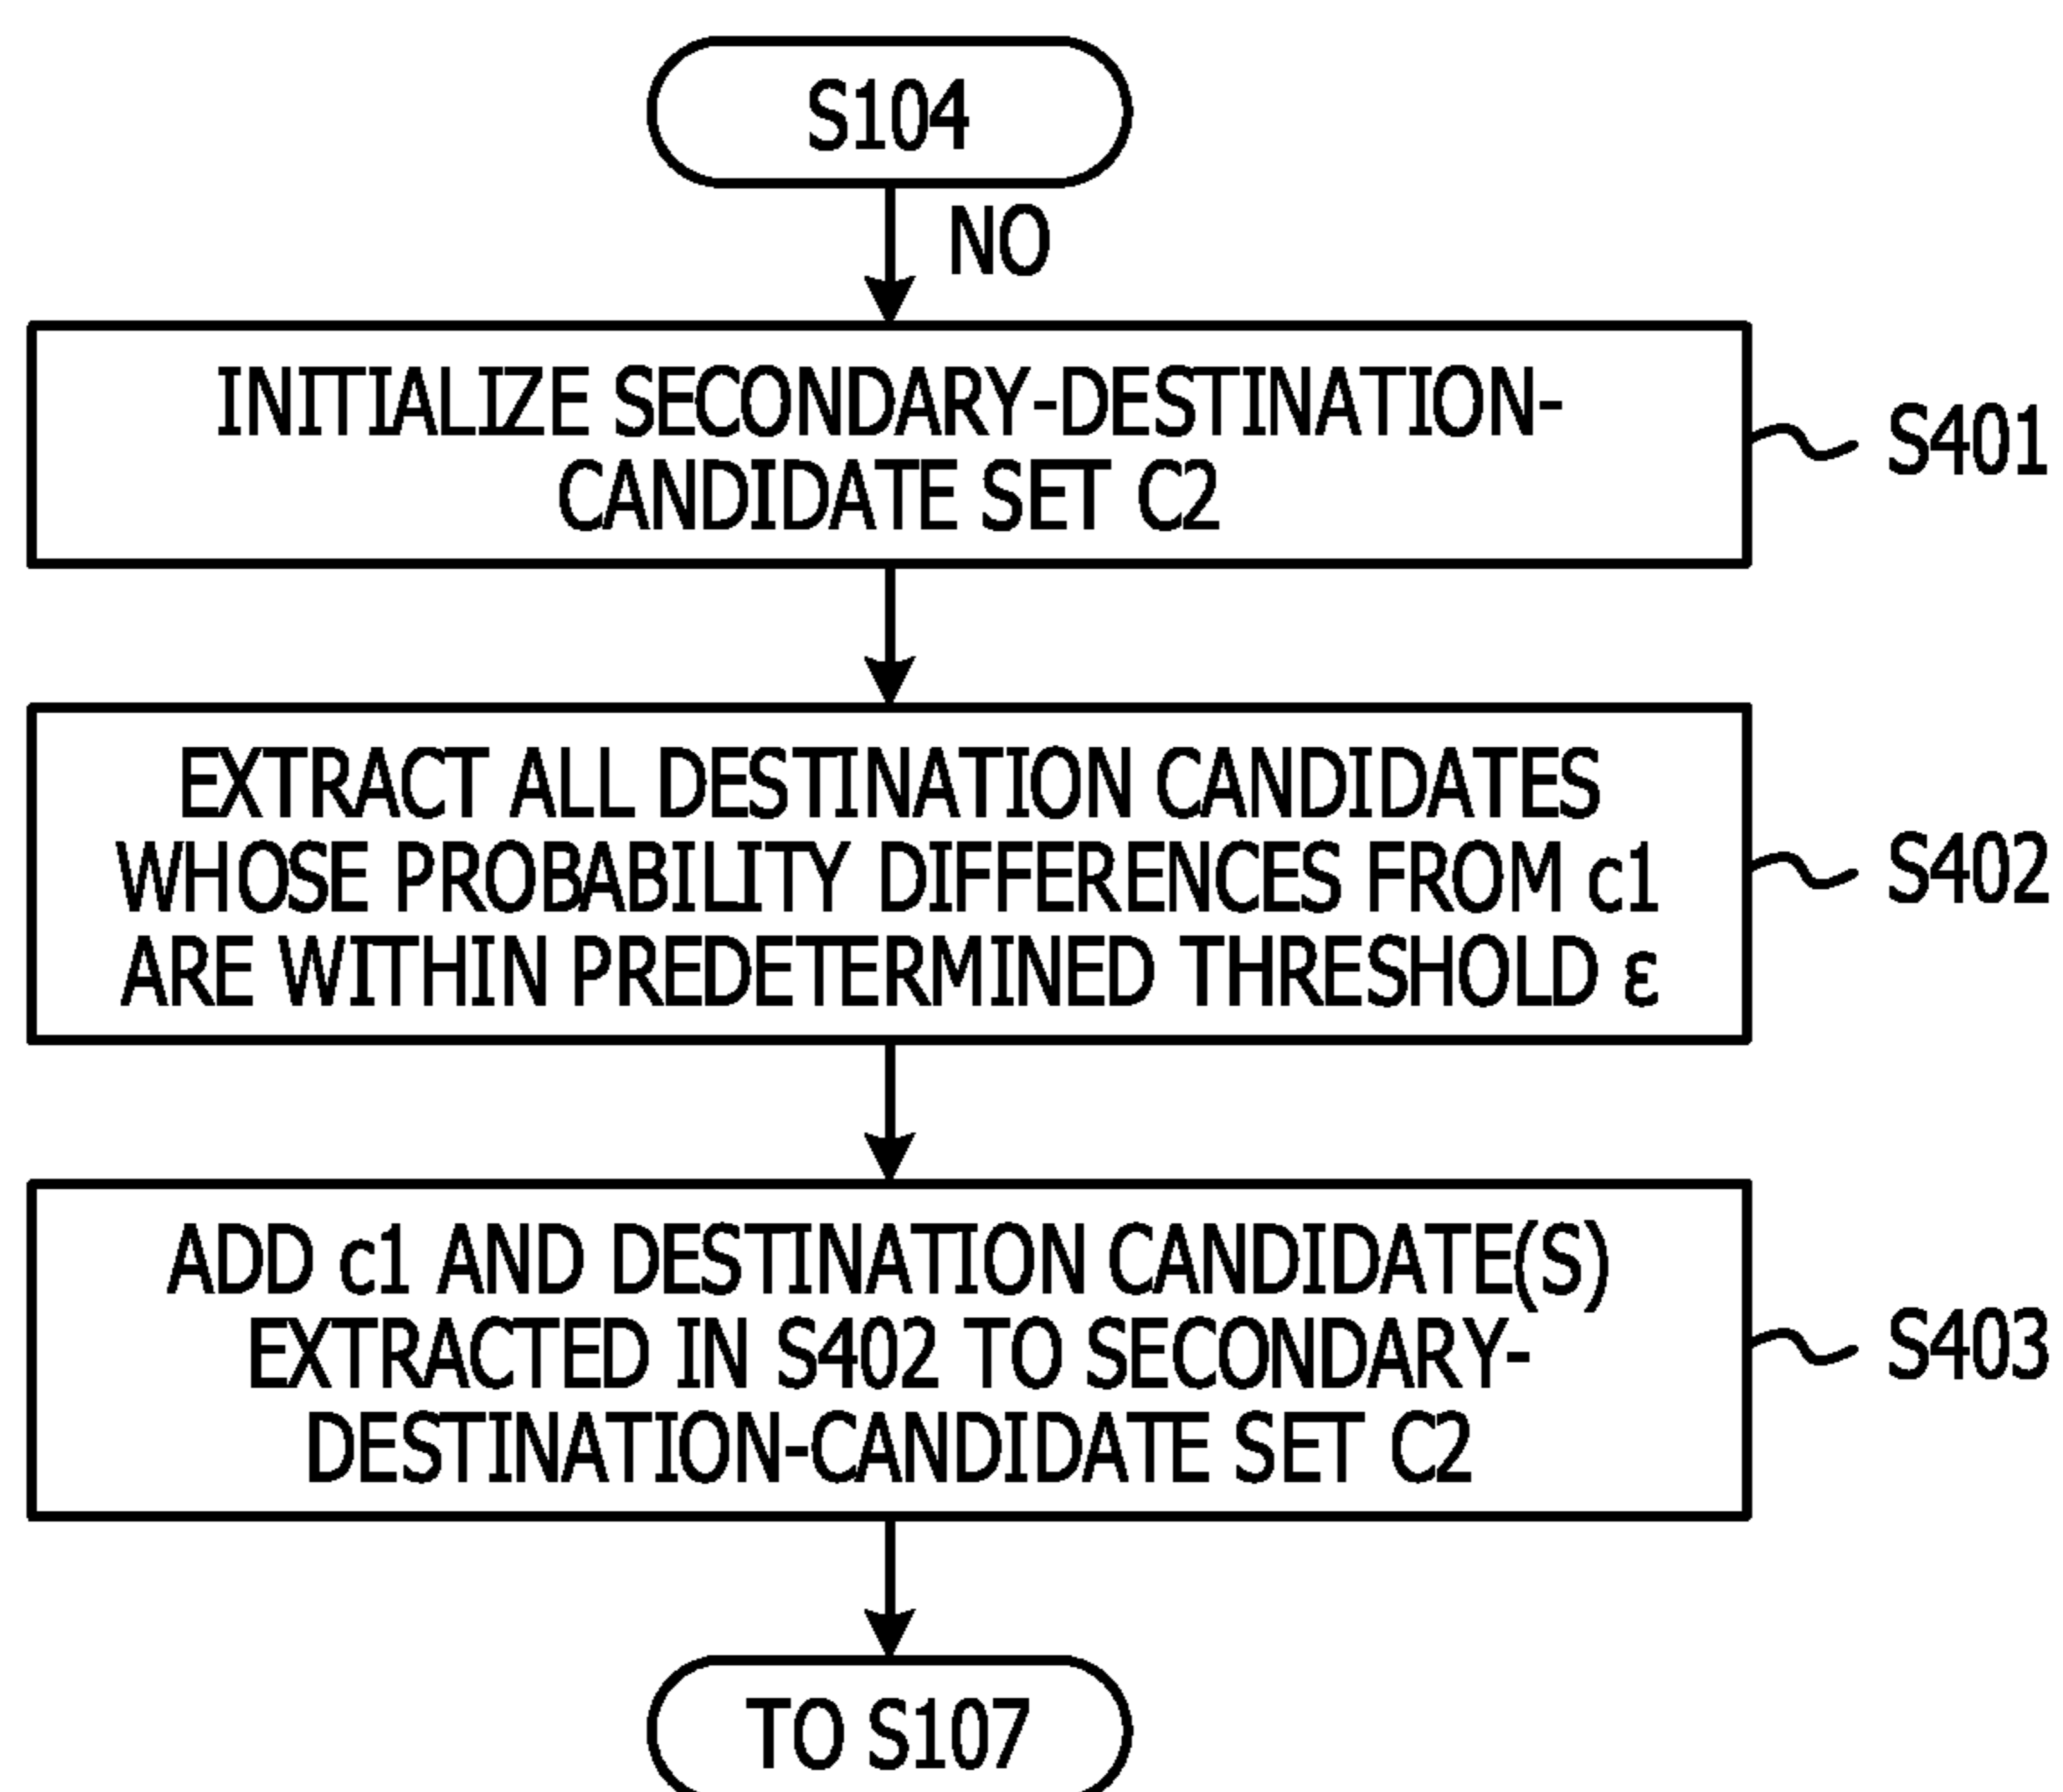 S104
NO
INITIALIZE SECONDARY-DESTINATION-
CANDIDATE SET C2
S401
EXTRACT ALL DESTINATION CANDIDATES
WHOSE PROBABILITY DIFFERENCES FROM c1
ARE WITHIN PREDETERMINED THRESHOLD ε
S402
ADD c1 AND DESTINATION CANDIDATE(S)
EXTRACTED IN S402 TO SECONDARY-
DESTINATION-CANDIDATE SET C2
S403
TO S107